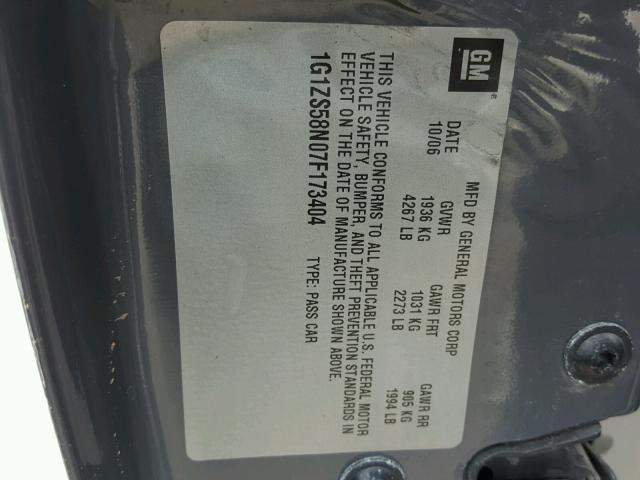 GM
®
MFD BY GENERAL MOTORS CORP
DATE GVWR GAWR FRT GAWR RR
10/06 1936 KG 1031 KG 905 KG
4267 LB 2273 LB 1994 LB
THIS VEHICLE CONFORMS TO ALL APPLICABLE U.S. FEDERAL MOTOR
VEHICLE SAFETY, BUMPER, AND THEFT PREVENTION STANDARDS IN
EFFECT ON THE DATE OF MANUFACTURE SHOWN ABOVE.
1G1ZS58N07F173404 TYPE: PASS CAR